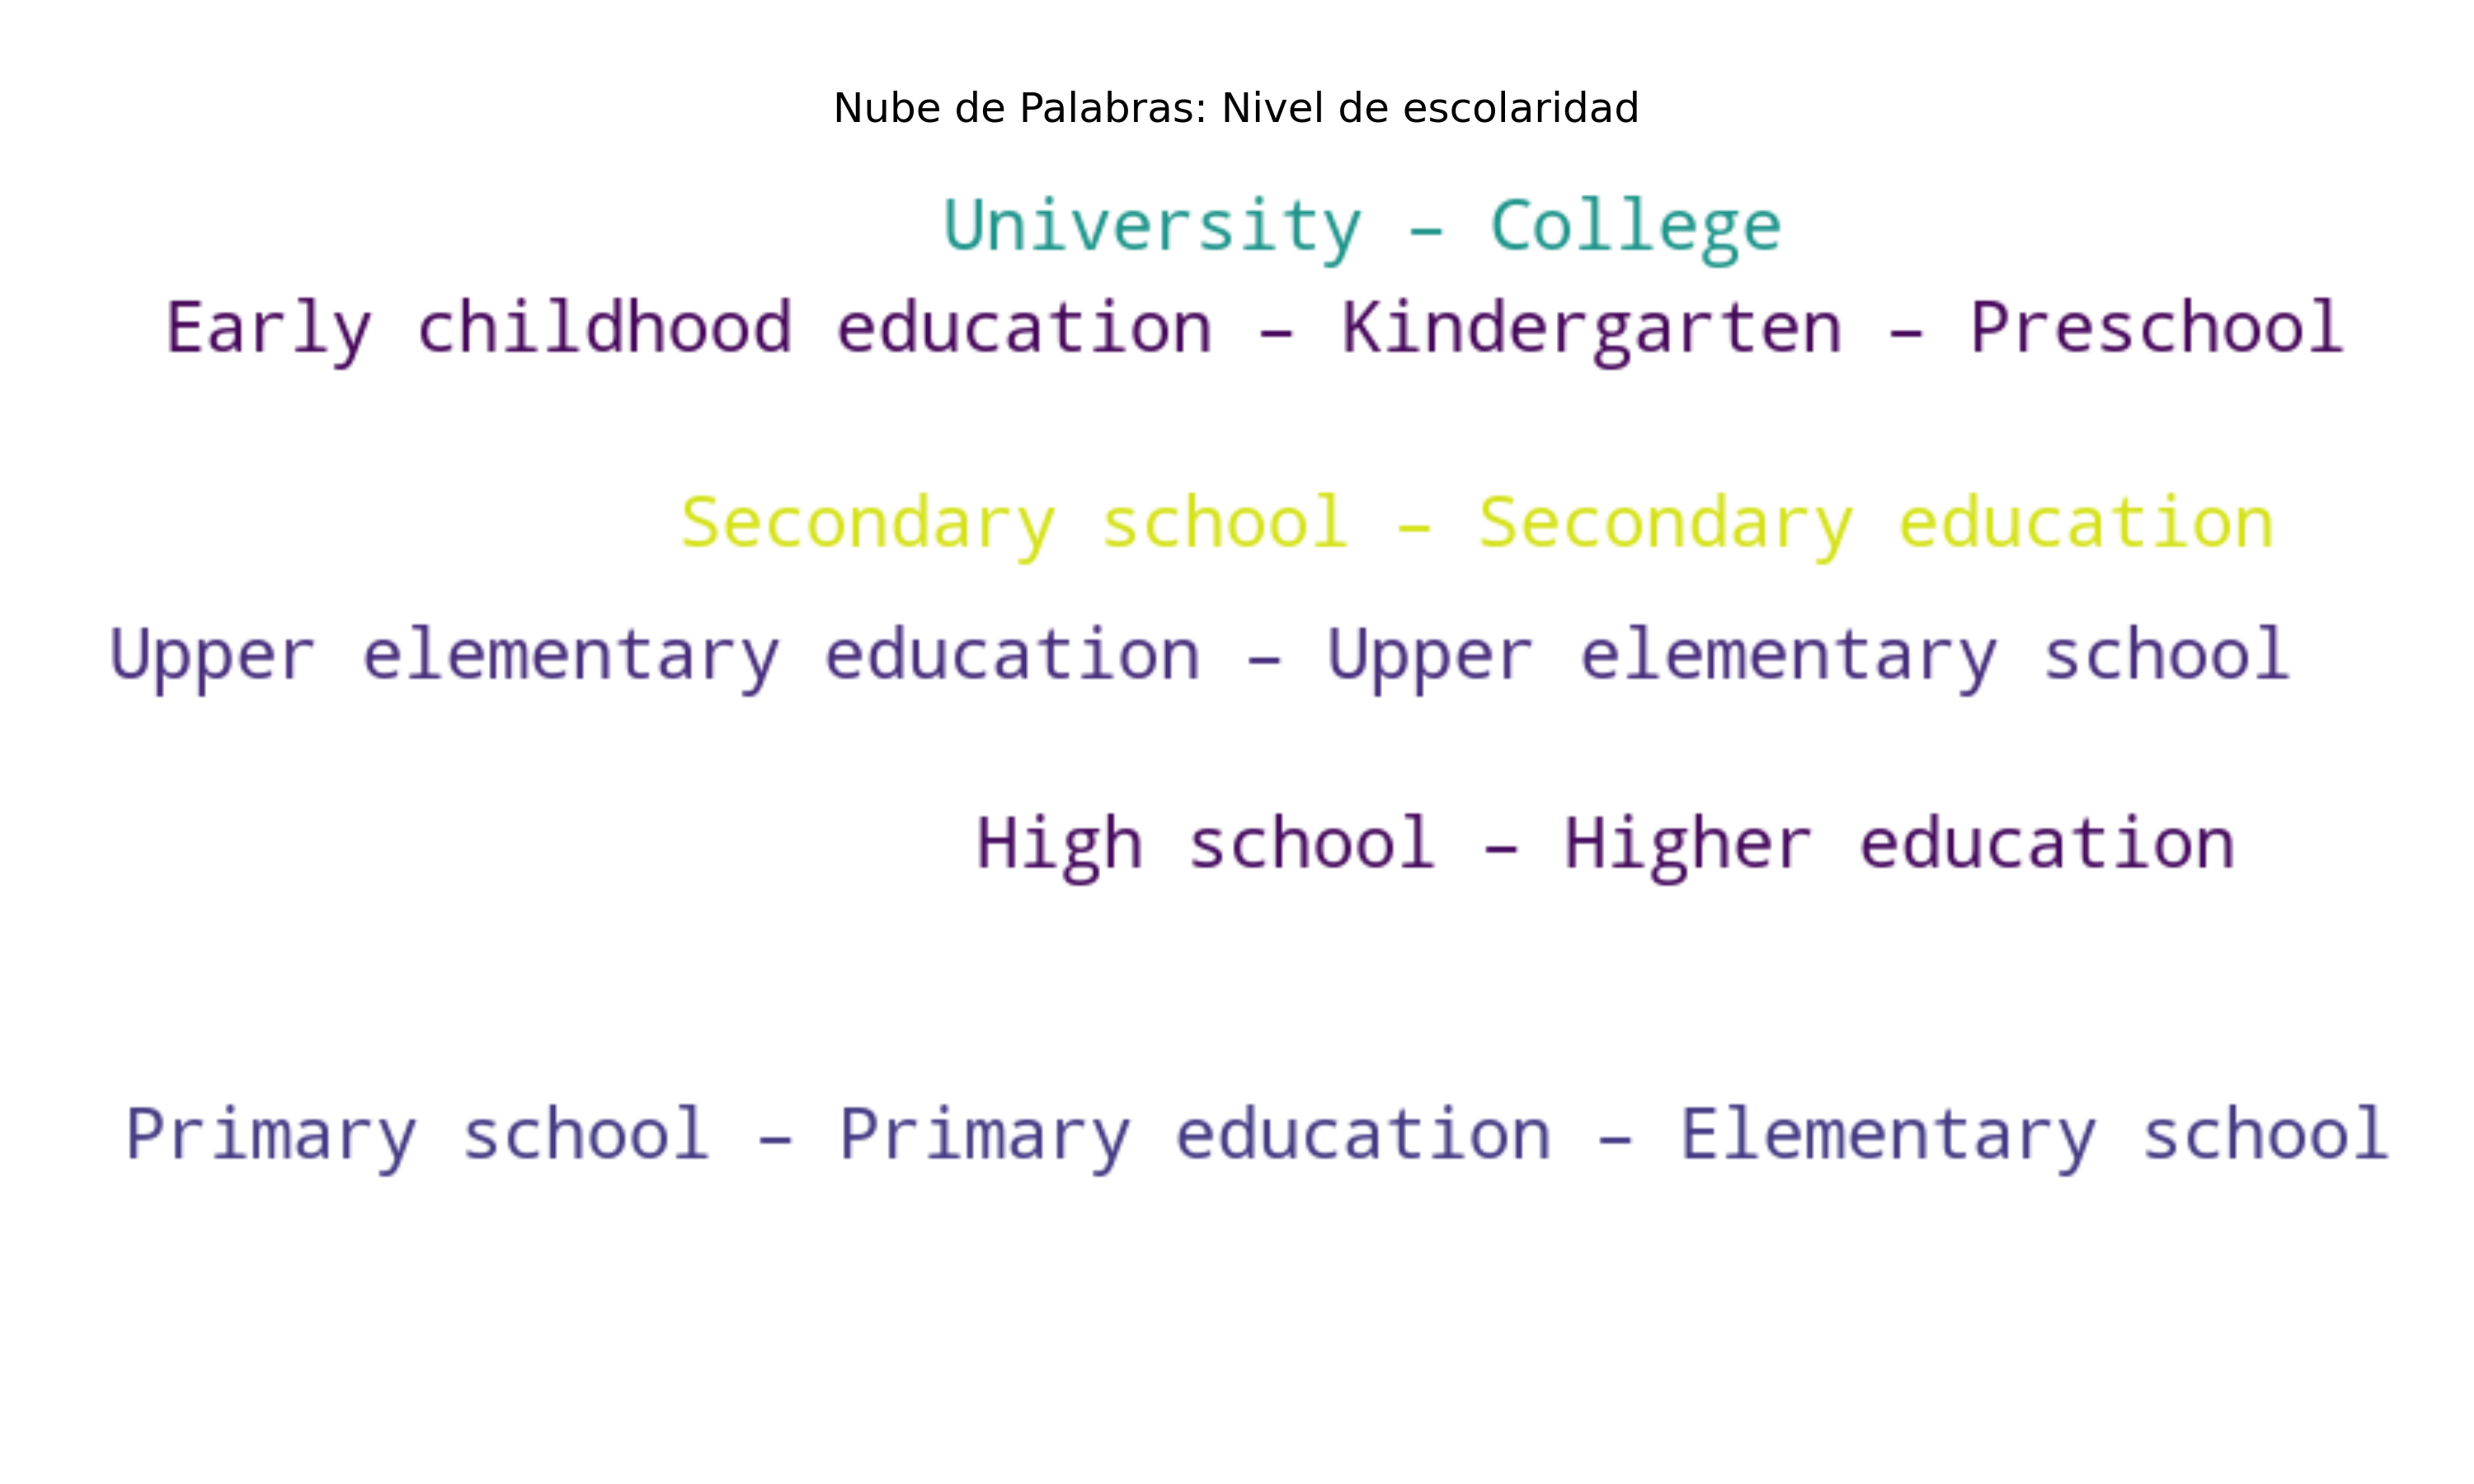 Nube de Palabras: Nivel de escolaridad
University – College
Early childhood education – Kindergarten – Preschool
Secondary school – Secondary education
Upper elementary education – Upper elementary school
High school – Higher education
Primary school – Primary education – Elementary school